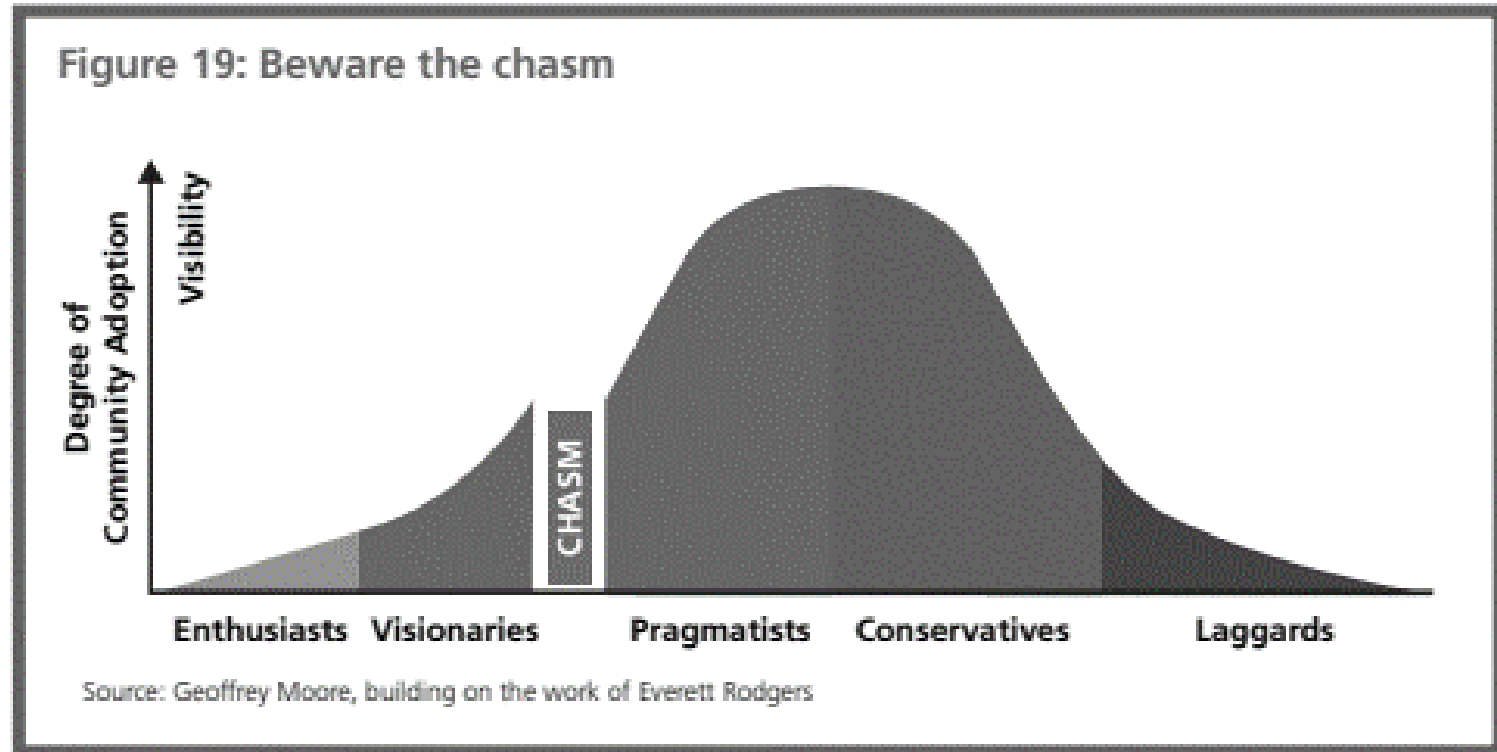 Figure 19: Beware the chasm
Degree of
Community Adoption
Visibility
CHASM
Enthusiasts Visionaries Pragmatists Conservatives Laggards
Source: Geoffrey Moore, building on the work of Everett Rodgers